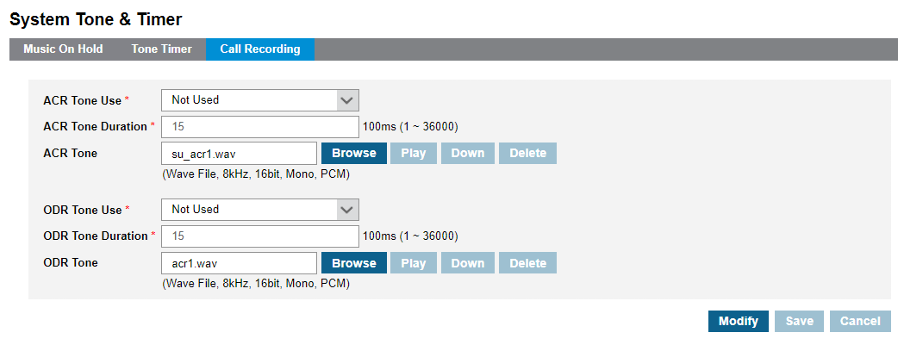 System Tone & Timer
Music On Hold Tone Timer Call Recording
ACR Tone Use * Not Used
ACR Tone Duration * 15 100ms (1 ~ 36000)
ACR Tone su_acr1.wav Browse Play Down Delete
(Wave File, 8kHz, 16bit, Mono, PCM)
ODR Tone Use * Not Used
ODR Tone Duration * 15 100ms (1 ~ 36000)
ODR Tone acr1.wav Browse Play Down Delete
(Wave File, 8kHz, 16bit, Mono, PCM)
Modify Save Cancel